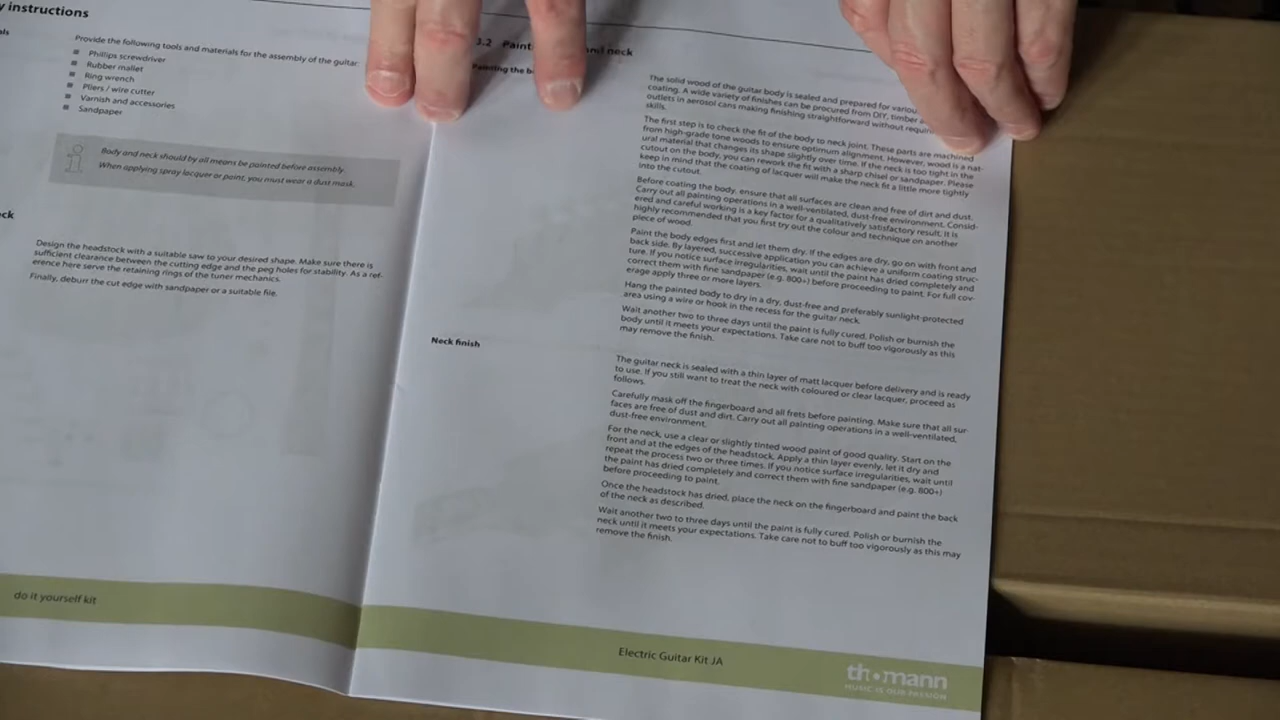 y instructions
als
Provide the following tools and materials for the assembly of the guitar:
Phillips screwdriver
Rubber mallet
Ring wrench
Pliers / wire cutter
Varnish and accessories
Sandpaper
Body and neck should by all means be painted before assembly.
When applying spray lacquer or paint, you must wear a dust mask.
ck
Design the headstock with a suitable saw to your desired shape. Make sure there is
sufficient clearance between the cutting edge and the peg holes for stability. As a ref-
erence here serve the retaining rings of the tuner mechanics.
Finally, deburr the cut edge with sandpaper or a suitable file.
do it yourself kit
3.2 Paint and neck
Painting the b
The solid wood of the guitar body is sealed and prepared for variou
coating. A wide variety of finishes can be procured from DIY, timber a
outlets in aerosol cans making finishing straightforward without requir
skills.
The first step is to check the fit of the body to neck joint. These parts are machined
from high-grade tone woods to ensure optimum alignment. However, wood is a nat-
ural material that changes its shape slightly over time. If the neck is too tight in the
cutout on the body, you can rework the fit with a sharp chisel or sandpaper. Please
keep in mind that the coating of lacquer will make the neck fit a little more tightly
into the cutout.
Before coating the body, ensure that all surfaces are clean and free of dirt and dust.
Carry out all painting operations in a well-ventilated, dust-free environment. Consid-
ered and careful working is a key factor for a qualitatively satisfactory result. It is
highly recommended that you first try out the colour and technique on another
piece of wood.
Paint the body edges first and let them dry. If the edges are dry, go on with front and
back side. By layered, successive application you can achieve a uniform coating struc-
ture. If you notice surface irregularities, wait until the paint has dried completely and
correct them with fine sandpaper (e.g. 800+) before proceeding to paint. For full cov-
erage apply three or more layers.
Hang the painted body to dry in a dry, dust-free and preferably sunlight-protected
area using a wire or hook in the recess for the guitar neck.
Wait another two to three days until the paint is fully cured. Polish or burnish the
body until it meets your expectations. Take care not to buff too vigorously as this
may remove the finish.
Neck finish
The guitar neck is sealed with a thin layer of matt lacquer before delivery and is ready
to use. If you still want to treat the neck with coloured or clear lacquer, proceed as
follows.
Carefully mask off the fingerboard and all frets before painting. Make sure that all sur-
faces are free of dust and dirt. Carry out all painting operations in a well-ventilated,
dust-free environment.
For the neck, use a clear or slightly tinted wood paint of good quality. Start on the
front and at the edges of the headstock. Apply a thin layer evenly, let it dry and
repeat the process two or three times. If you notice surface irregularities, wait until
the paint has dried completely and correct them with fine sandpaper (e.g. 800+)
before proceeding to paint.
Once the headstock has dried, place the neck on the fingerboard and paint the back
of the neck as described.
Wait another two to three days until the paint is fully cured. Polish or burnish the
neck until it meets your expectations. Take care not to buff too vigorously as this may
remove the finish.
Electric Guitar Kit JA
th•mann
MUSIC IS OUR PASSION